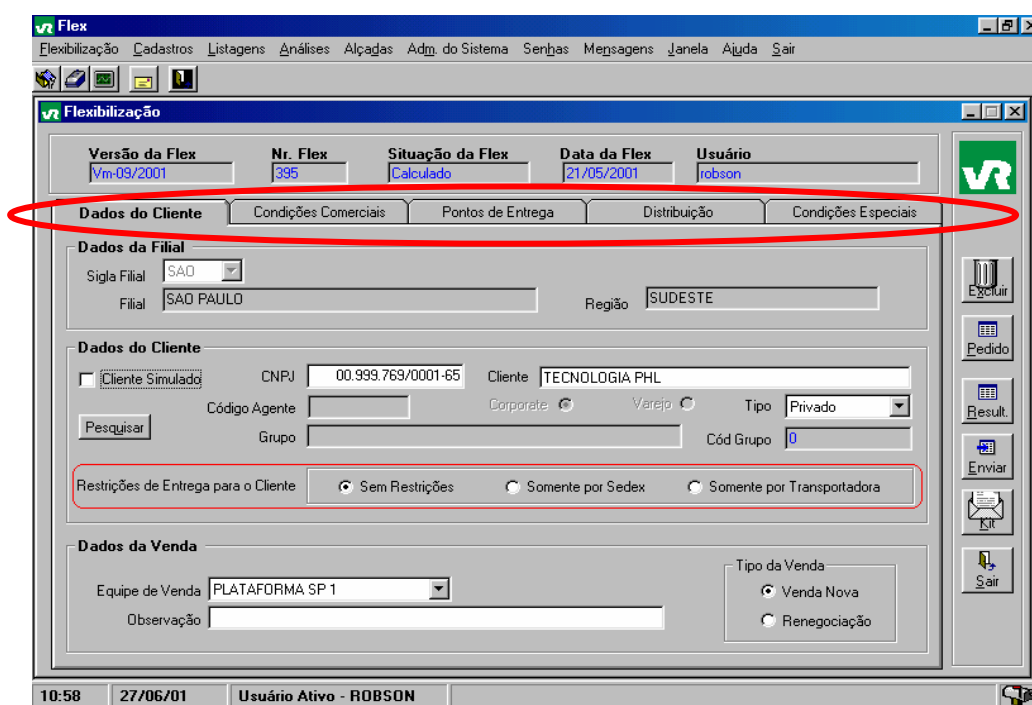 VR Flex
Flexibilização Cadastros Listagens Análises Alçadas Adm. do Sistema Senhas Mensagens Janela Ajuda Sair
VR Flexibilização
Versão da Flex Nr. Flex Situação da Flex Data da Flex Usuário
Vm-09/2001 395 Calculado 21/05/2001 robson
VR
Dados do Cliente Condições Comerciais Pontos de Entrega Distribuição Condições Especiais
Dados da Filial
Sigla Filial SAO
Filial SAO PAULO Região SUDESTE
Excluir
Dados do Cliente
Pedido
Cliente Simulado CNPJ 00.999.769/0001-65 Cliente TECNOLOGIA PHL
Código Agente Corporate Varejo Tipo Privado
Result.
Pesquisar
Grupo Cód Grupo 0
Enviar
Restrições de Entrega para o Cliente Sem Restrições Somente por Sedex Somente por Transportadora
Kit
Dados da Venda
Tipo da Venda
Equipe de Venda PLATAFORMA SP 1 Venda Nova
Sair
Observação Renegociação
10:58 27/06/01 Usuário Ativo - ROBSON